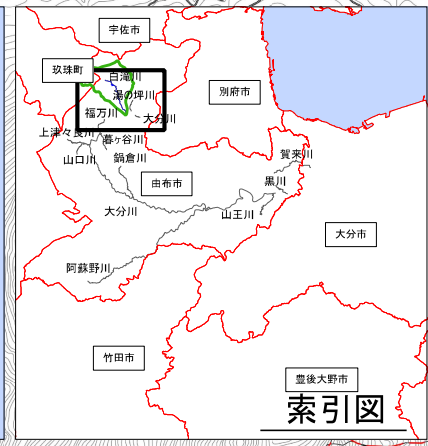 宇佐市
玖珠町
白滝川
別府市
湯の坪川
福万川
大分川
上津々良川
暮ヶ谷川
山口川
鍋倉川
賀来川
由布市
黒川
大分川
山王川
大分市
阿蘇野川
竹田市
豊後大野市
索引図